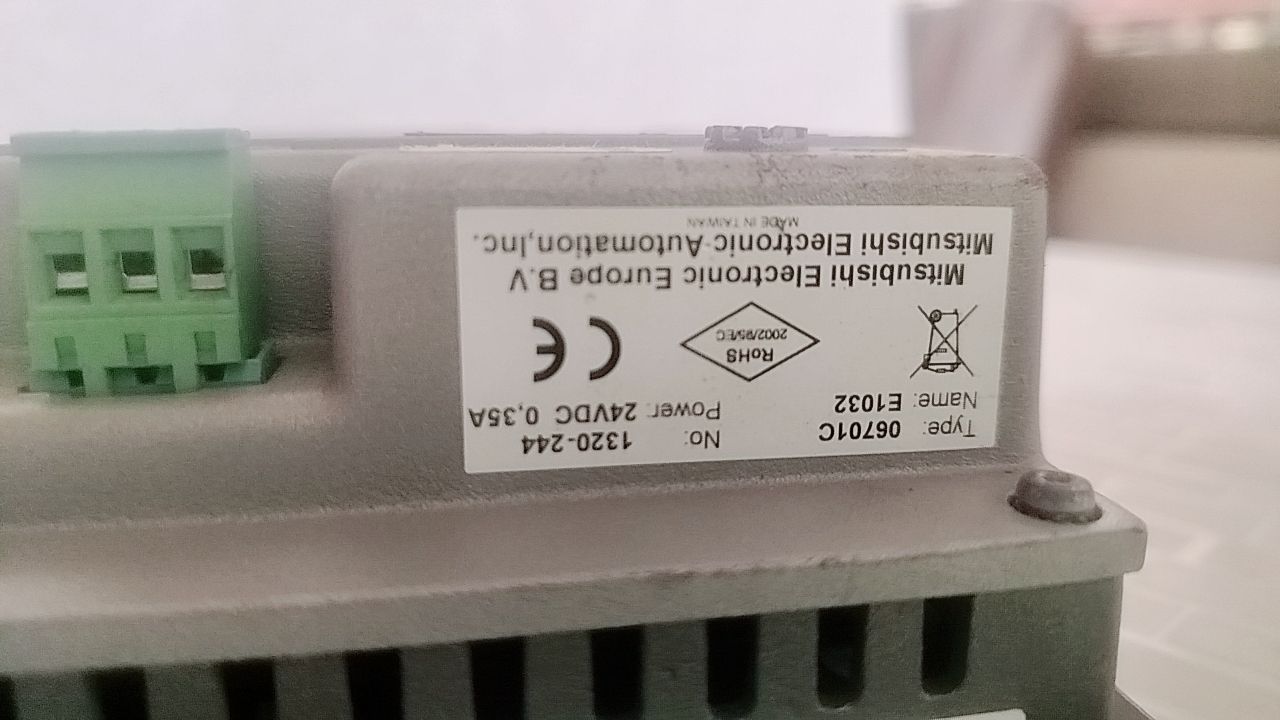 Type: 06701C No: 1320-244
Name: E1032 Power: 24VDC 0,35A
RoHS
2002/95/EC
CE
Mitsubishi Electronic Europe B.V
Mitsubishi Electronic Automation,Inc.
MADE IN TAIWAN